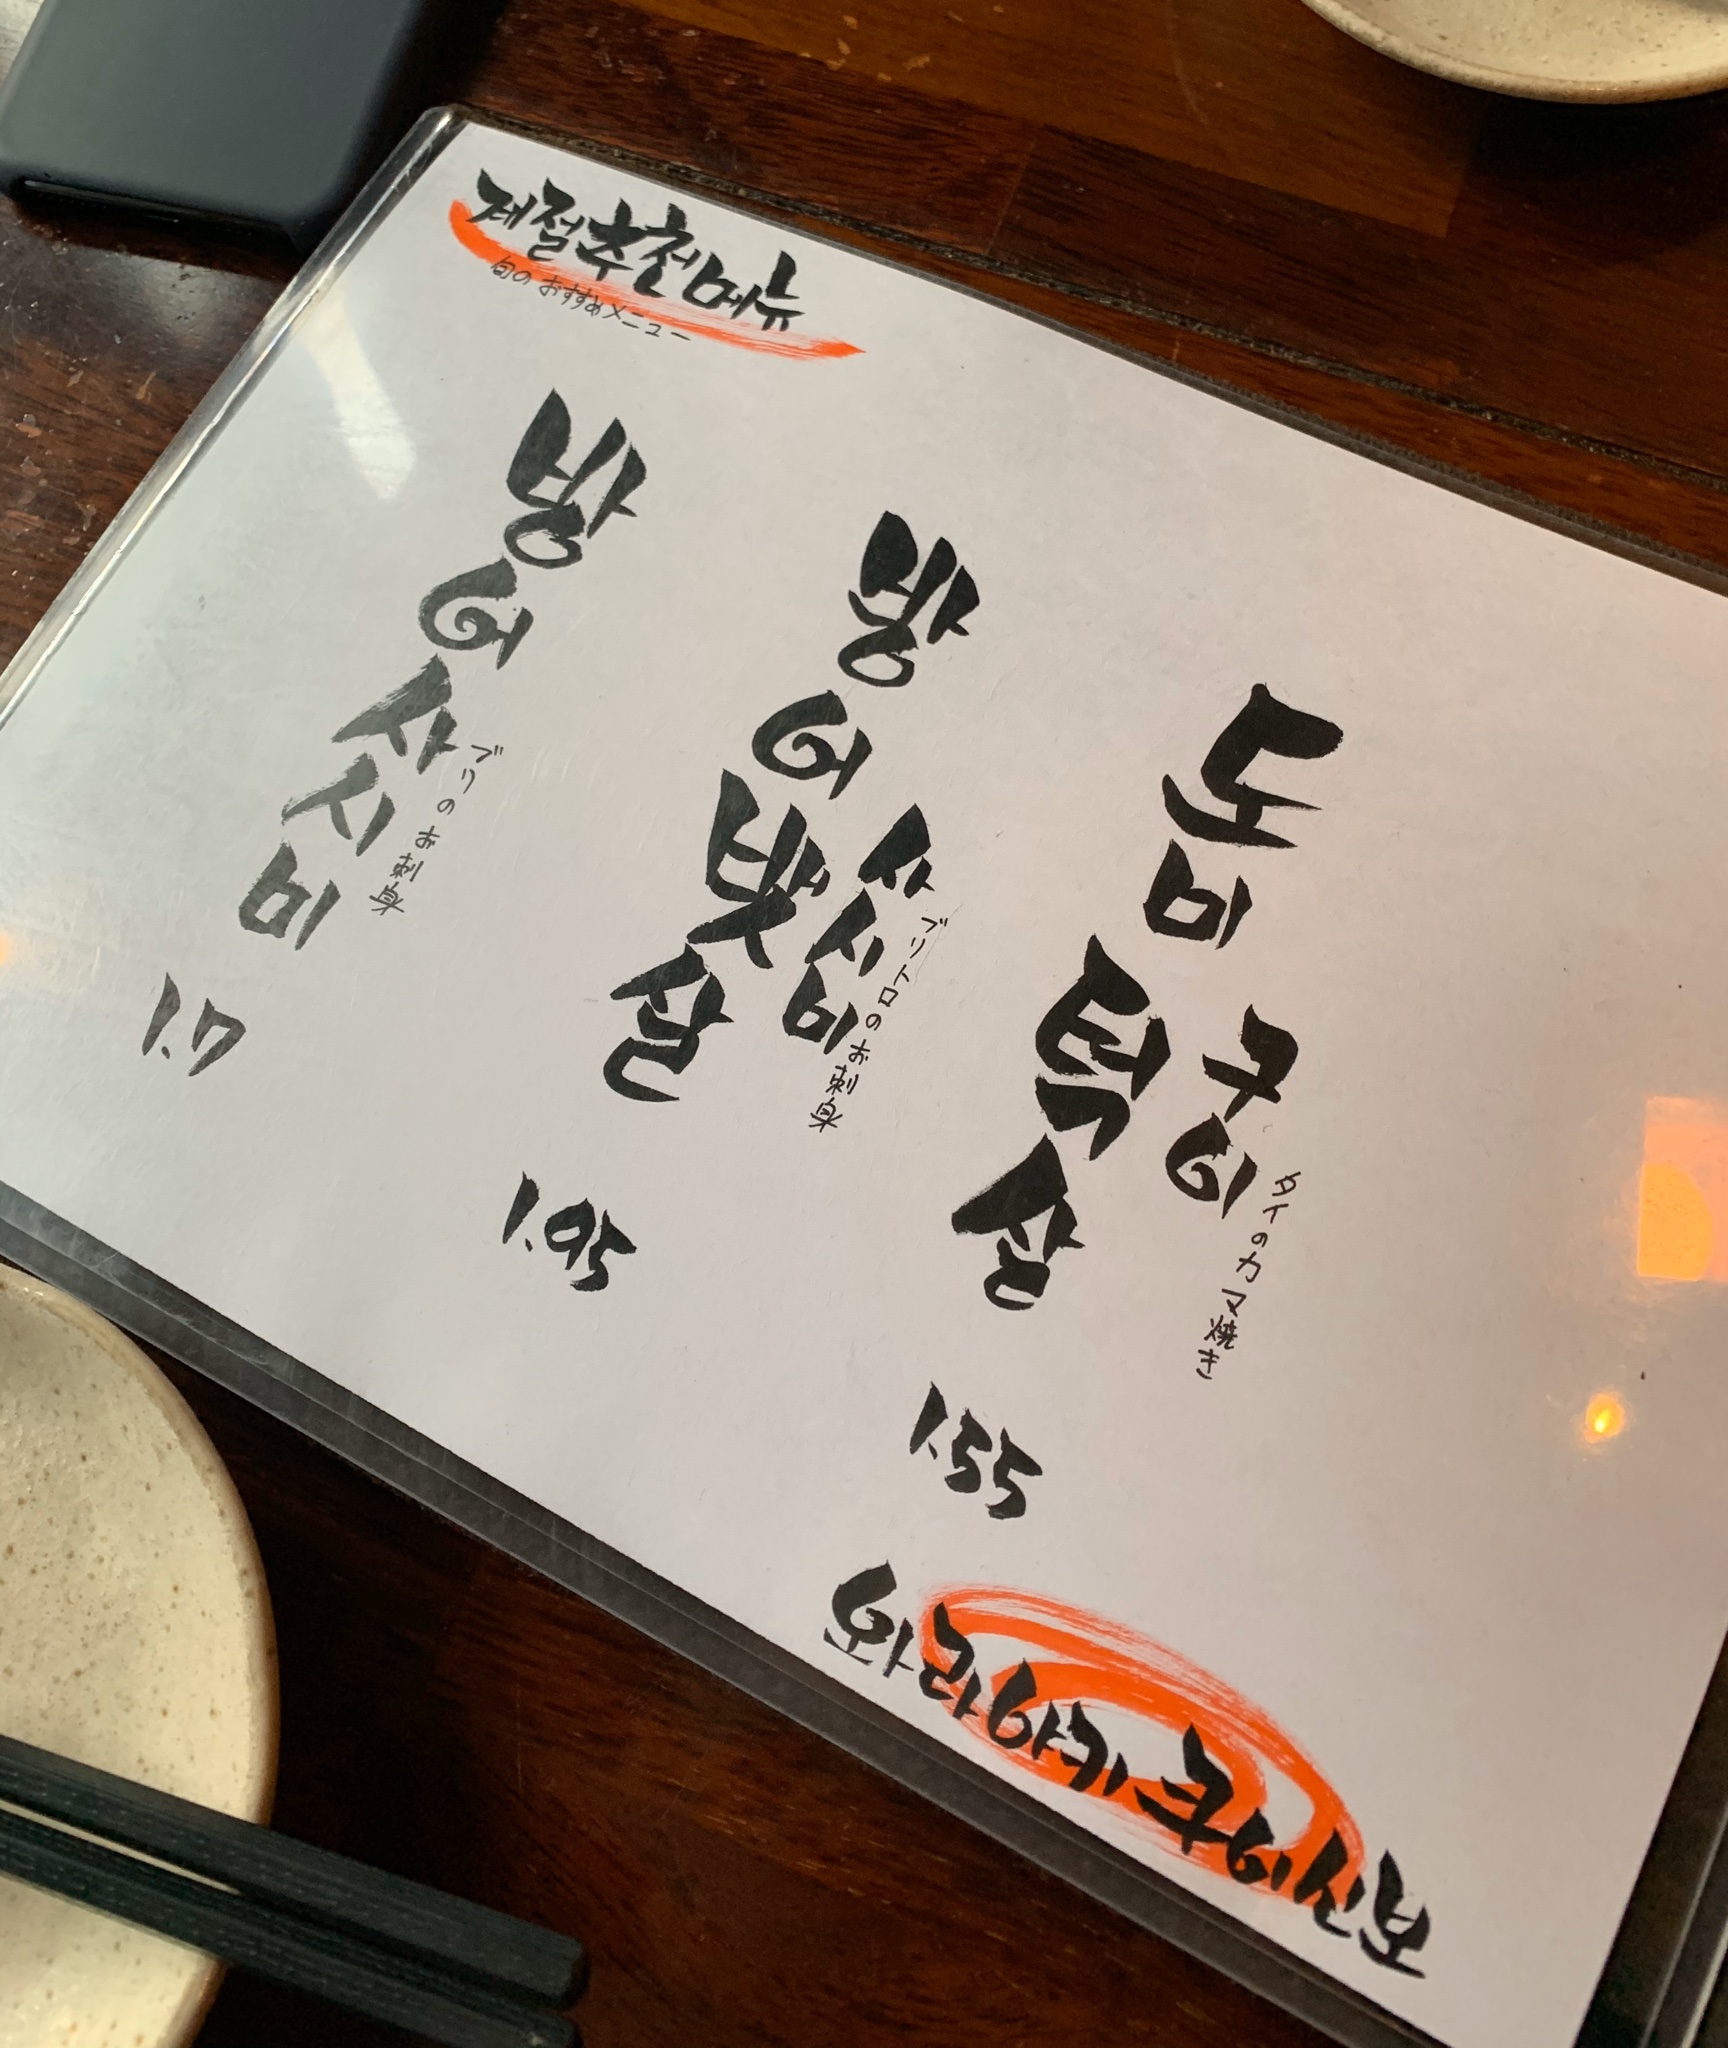 계절추천메뉴
旬のおすすめメニュー
방어사시미
ブリのお刺身
1.7
방어뱃살
사시미
ブリトロのお刺身
1.95
도미턱살
구이
タイのカマ焼き
1.55
와라야키쿠이신보